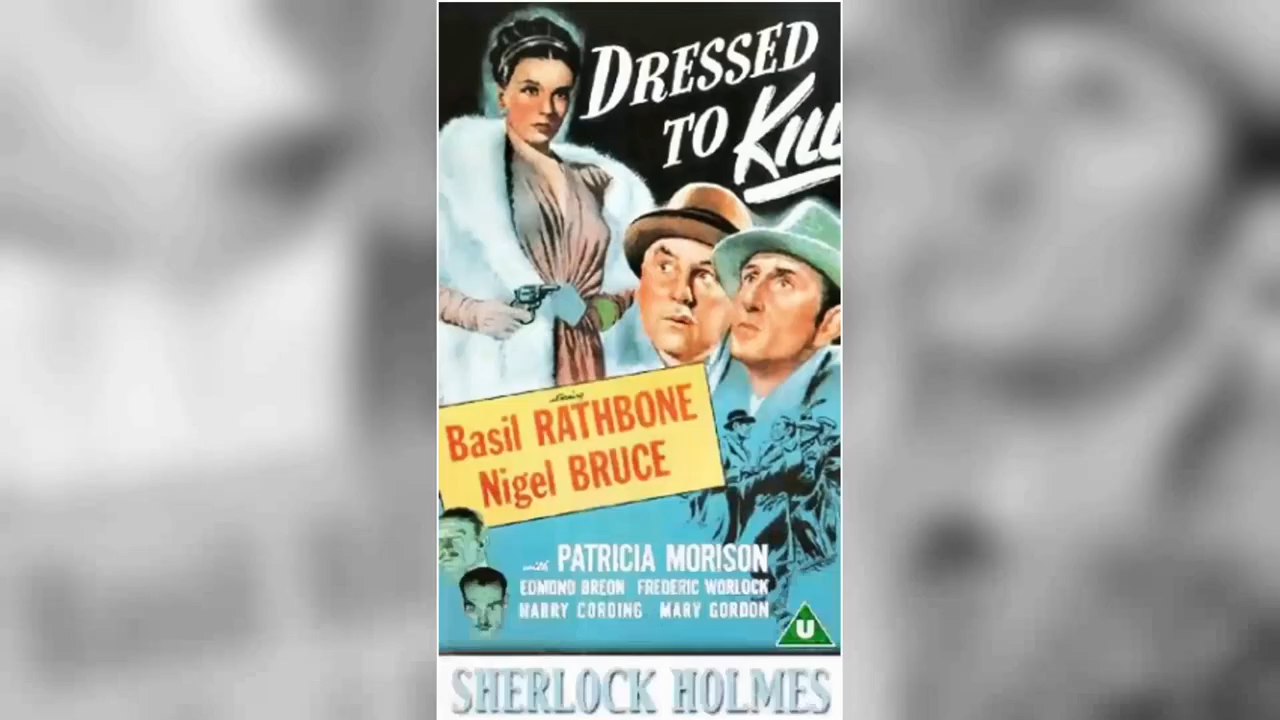 DRESSED
TO KILL
starring
Basil RATHBONE
Nigel BRUCE
with PATRICIA MORISON
EDMOND BREON FREDERIC WORLOCK
HARRY CORDING MARY GORDON
U
SHERLOCK HOLMES